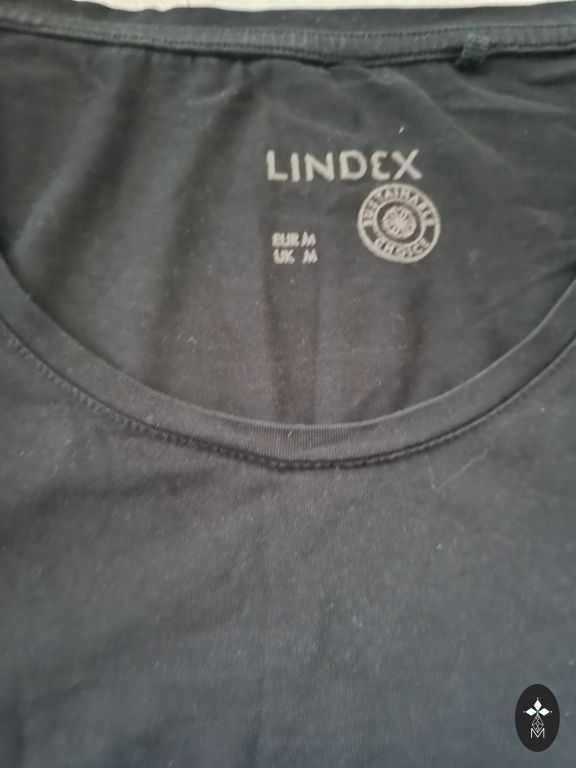 LINDEX
SUSTAINABLE
CHOICE
EUR M
UK M
M